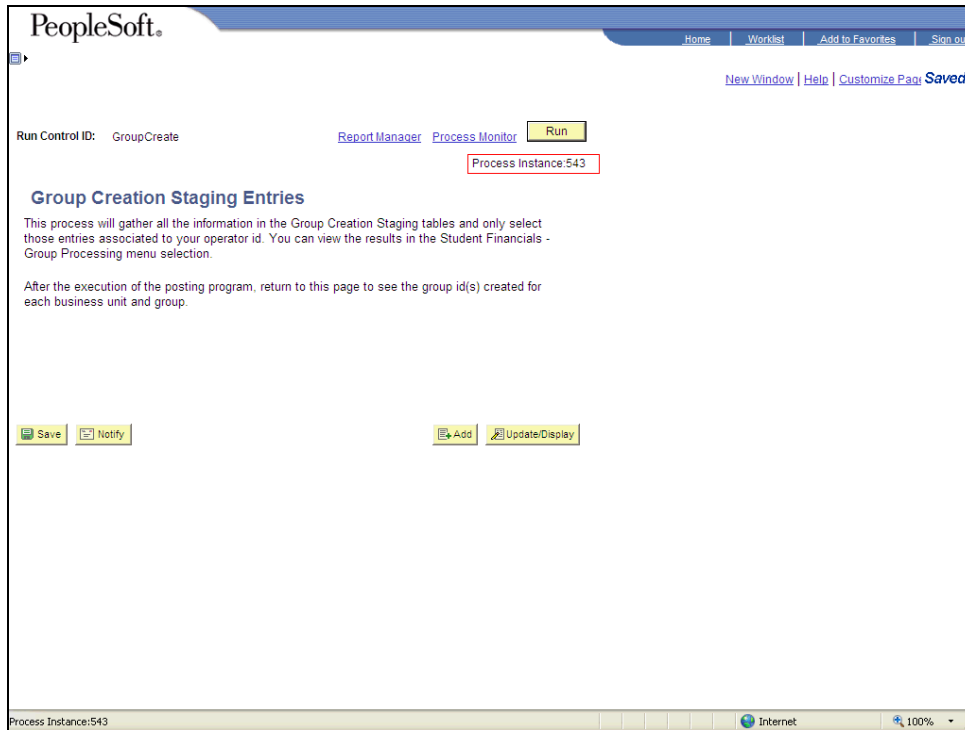 PeopleSoft®
Home Worklist Add to Favorites Sign ou
New Window | Help | Customize Page Saved
Run Control ID: GroupCreate Report Manager Process Monitor Run
Process Instance:543
Group Creation Staging Entries
This process will gather all the information in the Group Creation Staging tables and only select
those entries associated to your operator id. You can view the results in the Student Financials -
Group Processing menu selection.
After the execution of the posting program, return to this page to see the group id(s) created for
each business unit and group.
Save Notify Add Update/Display
Process Instance:543 Internet 100%